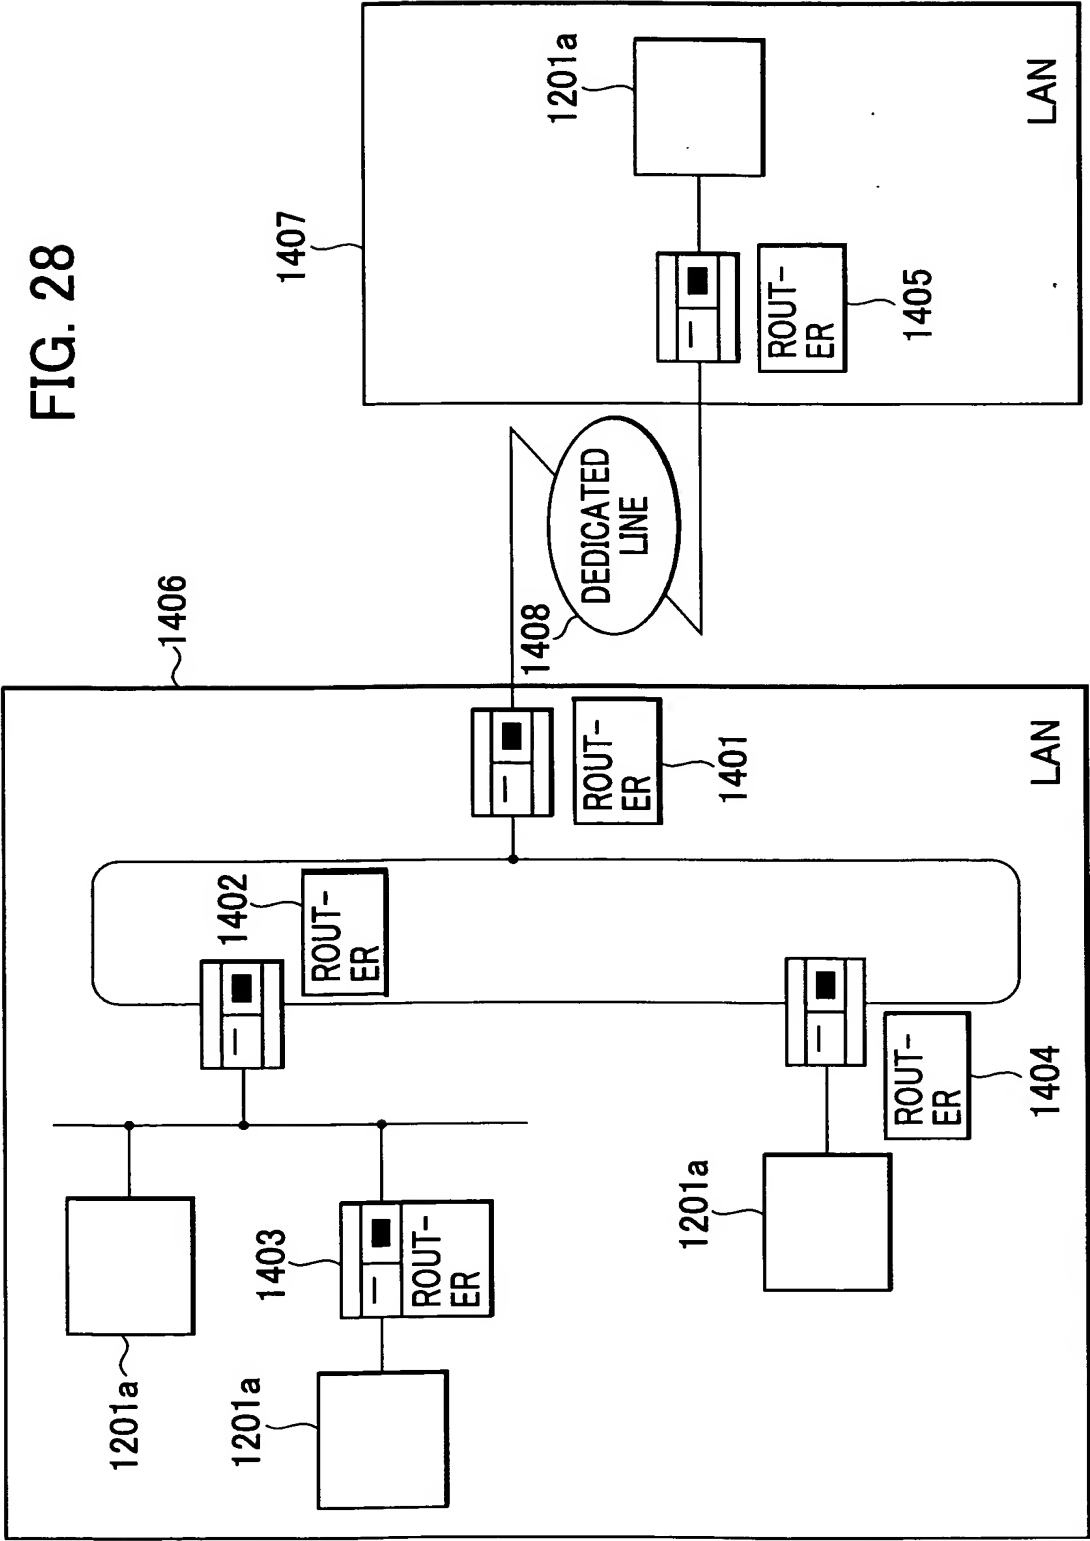 FIG. 28
1406
1407
1201a
1201a
1403
ROUT-
ER
1402
ROUT-
ER
1201a
ROUT-
ER
1404
ROUT-
ER
1401
LAN
1408
DEDICATED
LINE
1201a
ROUT-
ER
1405
LAN